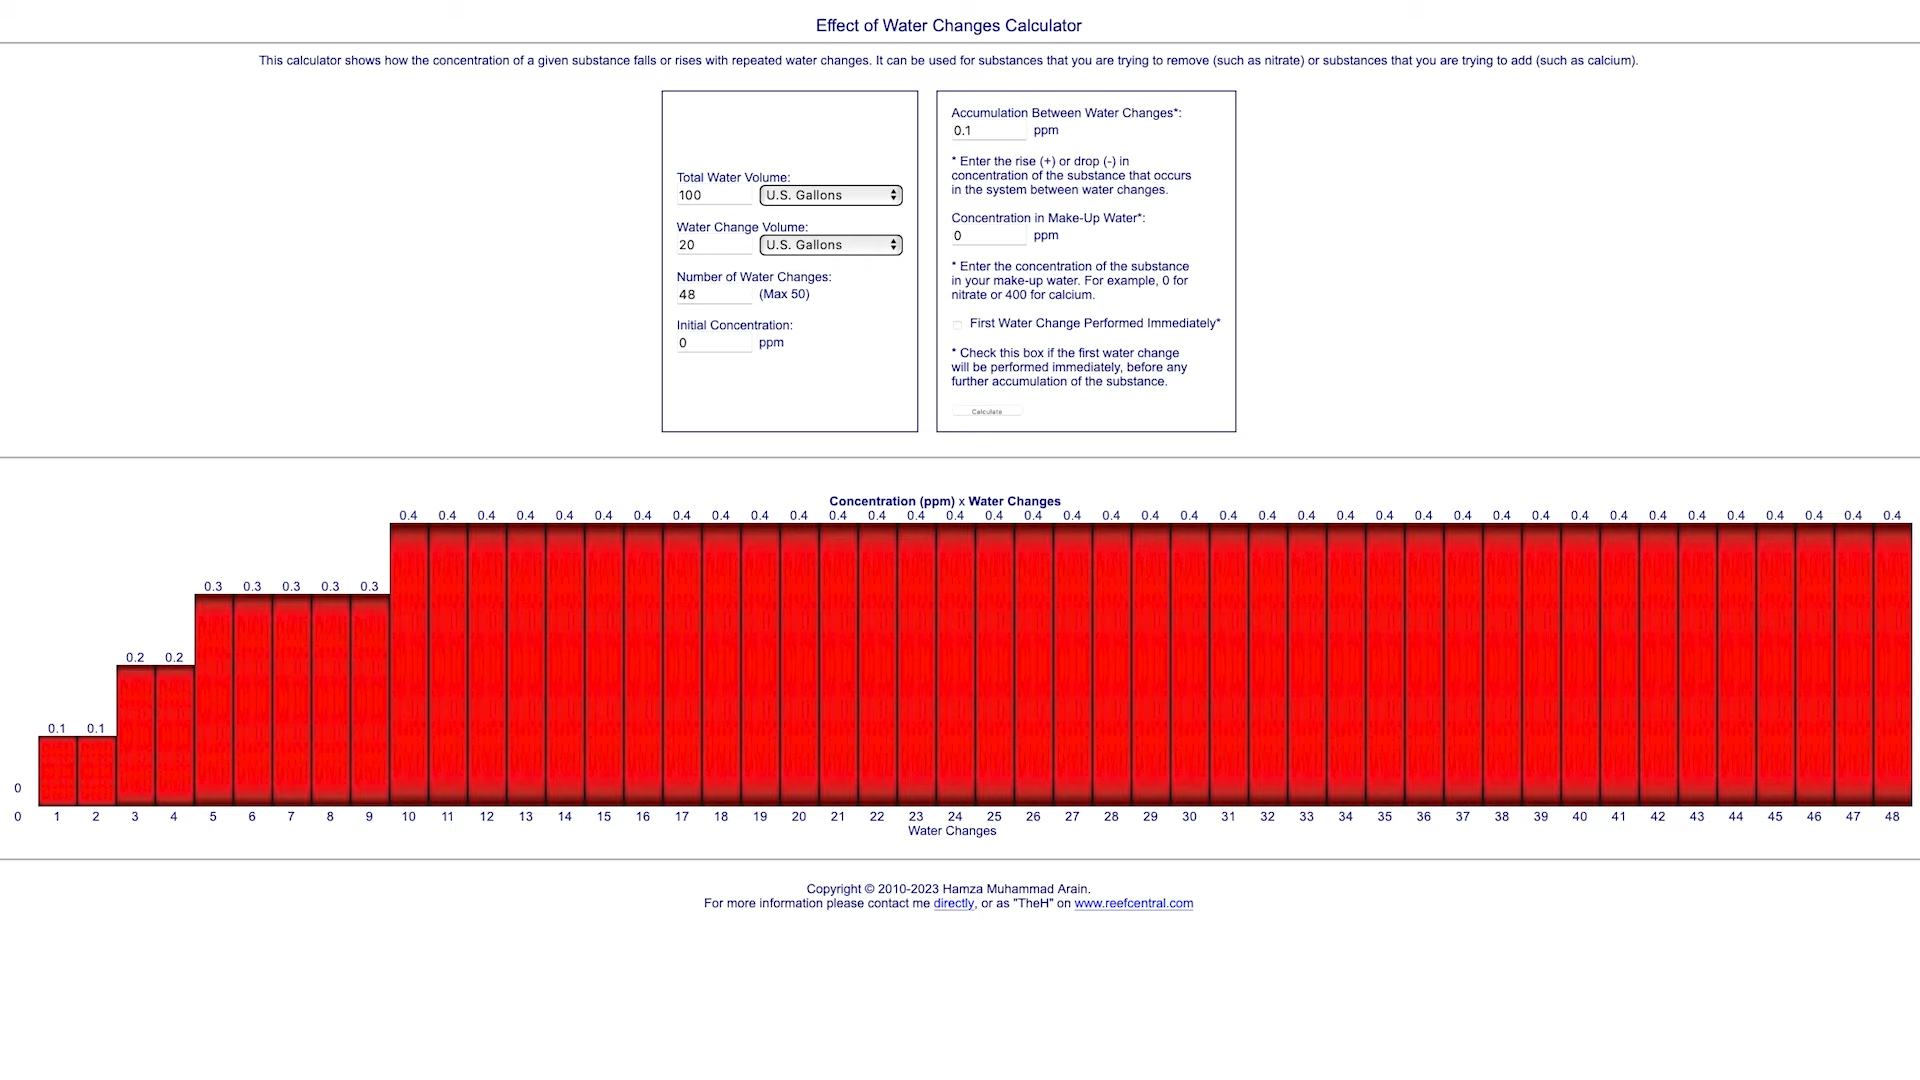 Effect of Water Changes Calculator
This calculator shows how the concentration of a given substance falls or rises with repeated water changes. It can be used for substances that you are trying to remove (such as nitrate) or substances that you are trying to add (such as calcium).
Total Water Volume:
100 U.S. Gallons
Water Change Volume:
20 U.S. Gallons
Number of Water Changes:
48 (Max 50)
Initial Concentration:
0 ppm
Accumulation Between Water Changes*:
0.1 ppm
* Enter the rise (+) or drop (-) in
concentration of the substance that occurs
in the system between water changes.
Concentration in Make-Up Water*:
0 ppm
* Enter the concentration of the substance
in your make-up water. For example, 0 for
nitrate or 400 for calcium.
First Water Change Performed Immediately*
* Check this box if the first water change
will be performed immediately, before any
further accumulation of the substance.
Calculate
Concentration (ppm) x Water Changes
0.4 0.4 0.4 0.4 0.4 0.4 0.4 0.4 0.4 0.4 0.4 0.4 0.4 0.4 0.4 0.4 0.4 0.4 0.4 0.4 0.4 0.4 0.4 0.4 0.4 0.4 0.4 0.4 0.4 0.4 0.4 0.4 0.4 0.4 0.4 0.4 0.4 0.4 0.4
0.3 0.3 0.3 0.3 0.3
0.2 0.2
0.1 0.1
0
0 1 2 3 4 5 6 7 8 9 10 11 12 13 14 15 16 17 18 19 20 21 22 23 24 25 26 27 28 29 30 31 32 33 34 35 36 37 38 39 40 41 42 43 44 45 46 47 48
Water Changes
Copyright © 2010-2023 Hamza Muhammad Arain.
For more information please contact me directly, or as "TheH" on www.reefcentral.com